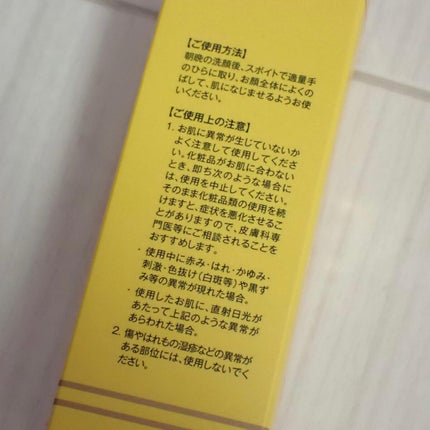 【ご使用方法】
朝晩の洗顔後、スポイトで適量手
のひらに取り、お顔全体によくの
ばして、肌になじませるようお使
いください。
【ご使用上の注意】
1. お肌に異常が生じていないか
よく注意して使用してくださ
い。化粧品がお肌に合わない
とき、即ち次のような場合に
は、使用を中止してください。
そのまま化粧品類の使用を続
けますと、症状を悪化させるこ
とがありますので、皮膚科専
門医等にご相談されることを
おすすめします。
・使用中に赤み・はれ・かゆみ・
刺激・色抜け(白斑等)や黒ず
み等の異常が現れた場合。
・使用したお肌に、直射日光が
あたって上記のような異常が
あらわれた場合。
2. 傷やはれもの湿疹などの異常が
ある部位には、使用しないでく
ださい。